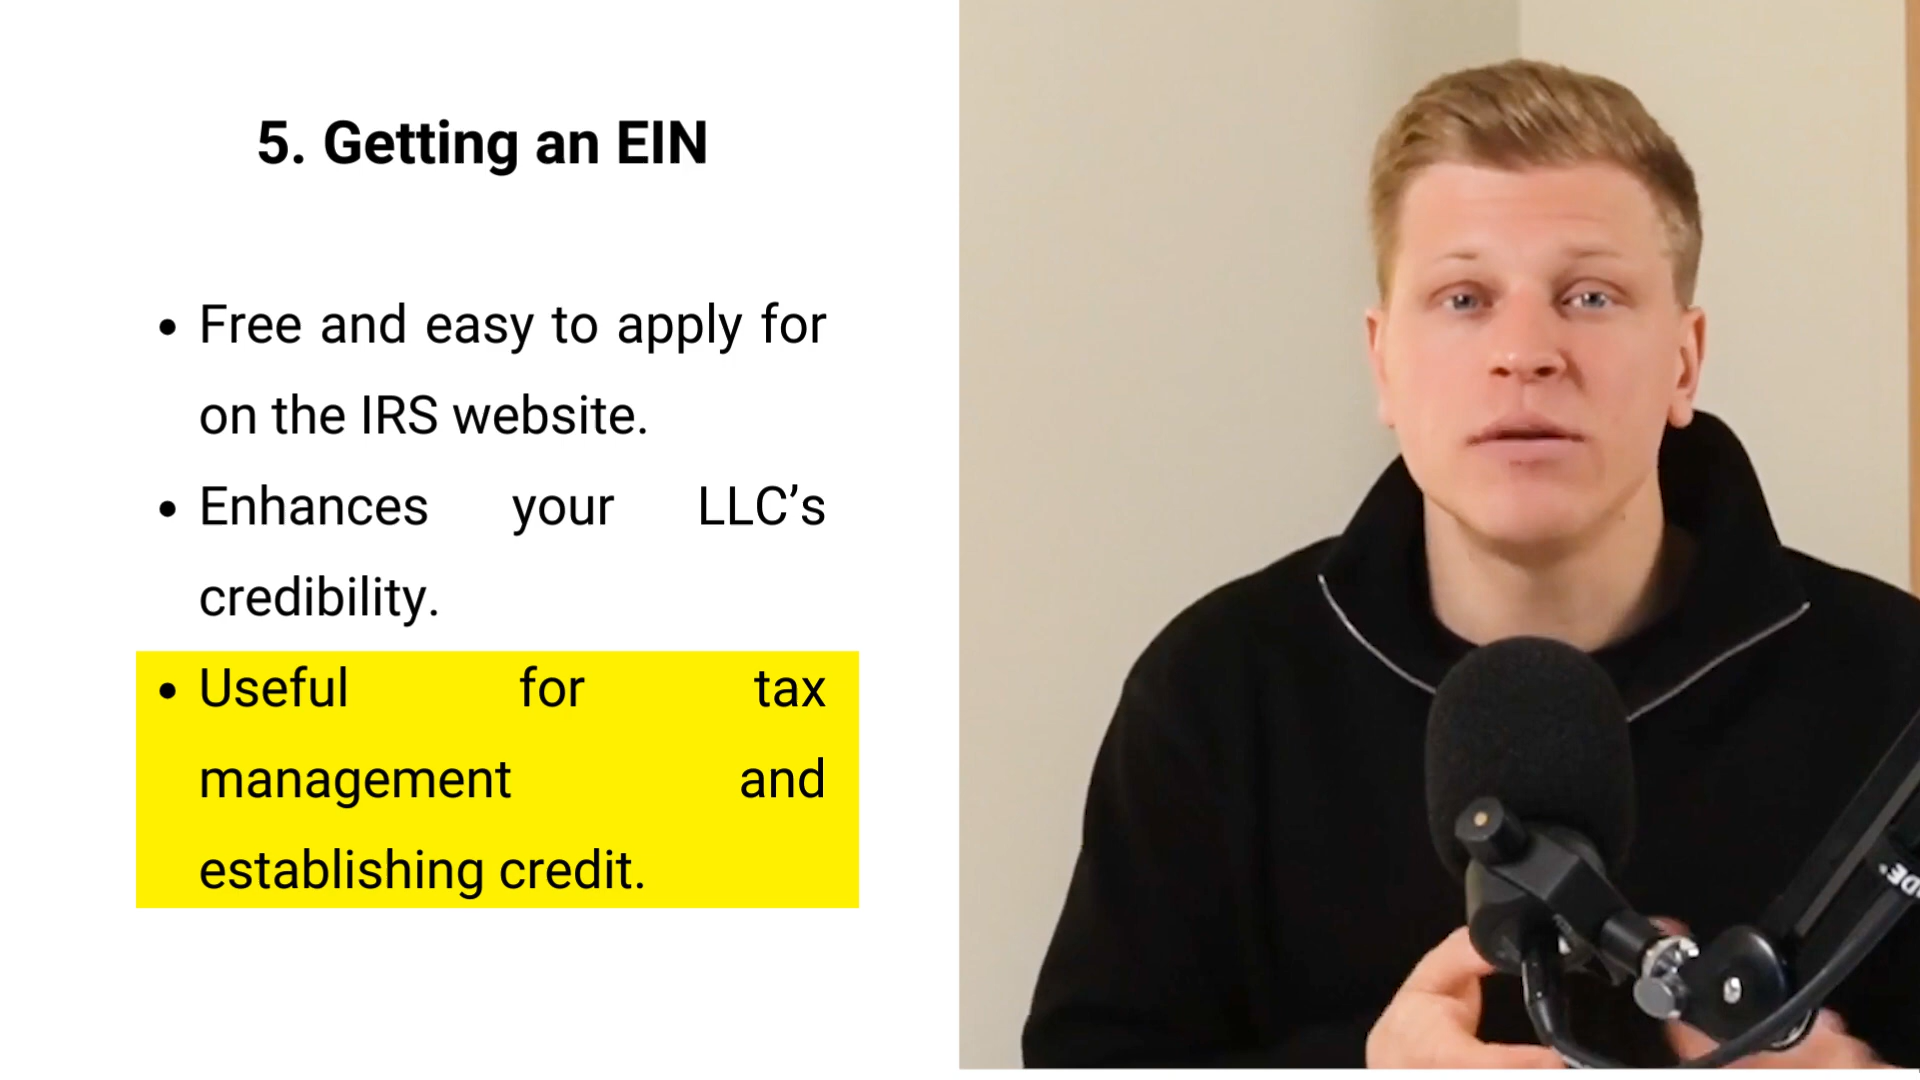 5. Getting an EIN
• Free and easy to apply for
on the IRS website.
• Enhances your LLC’s
credibility.
• Useful for tax
management and
establishing credit.